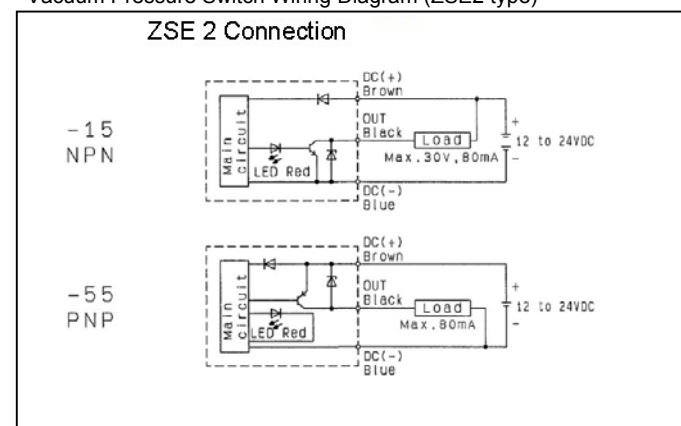 Vacuum Pressure Switch Wiring Diagram (ZSE2 type)
ZSE 2 Connection
-15
NPN
Main
circuit
LED Red
DC(+)
Brown
OUT
Black
Load
Max.30V,80mA
DC(-)
Blue
+
12 to 24VDC
-
-55
PNP
Main
circuit
LED Red
DC(+)
Brown
OUT
Black
Load
Max.80mA
DC(-)
Blue
+
12 to 24VDC
-